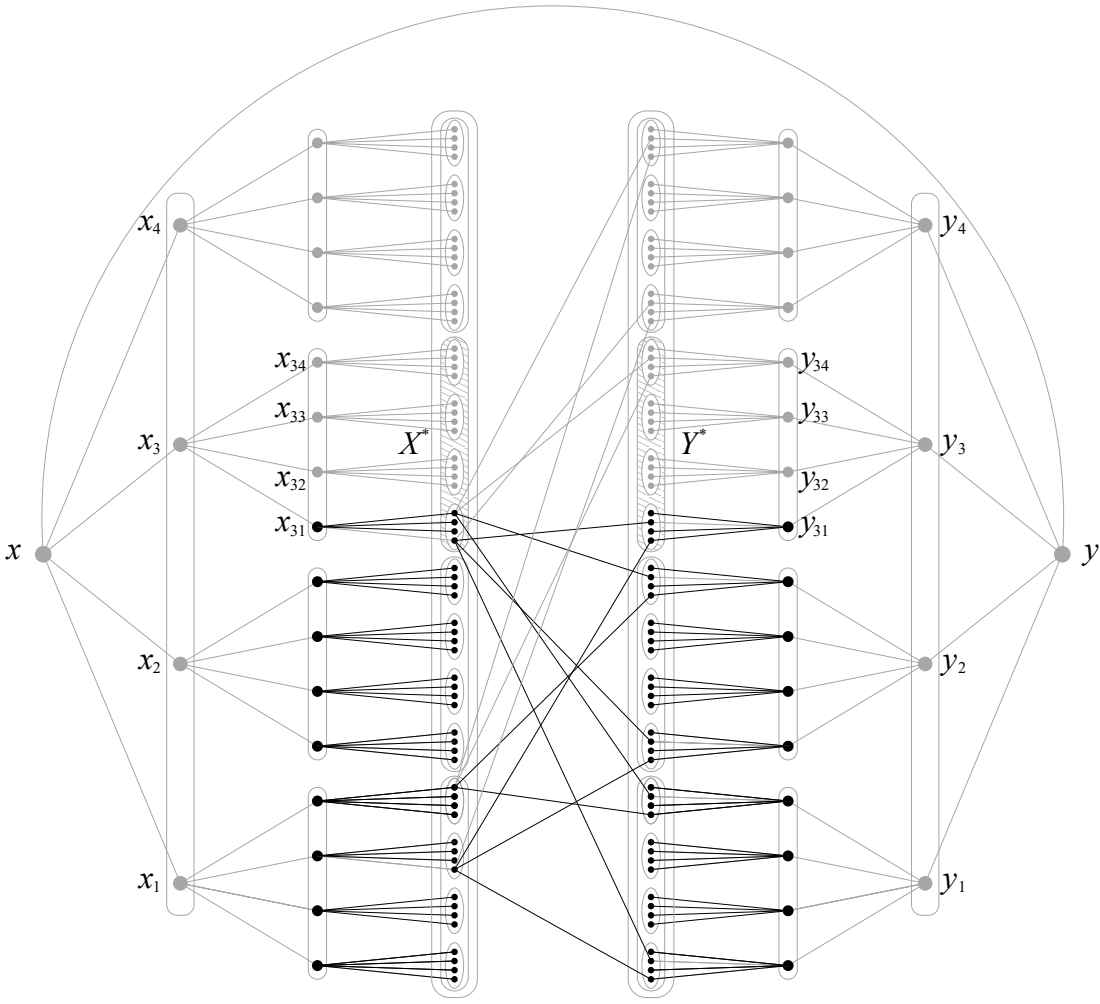 x₄ y₄
x₃₄ y₃₄
x₃₃ y₃₃
x₃ X* Y* y₃
x₃₂ y₃₂
x₃₁ y₃₁
x y
x₂ y₂
x₁ y₁